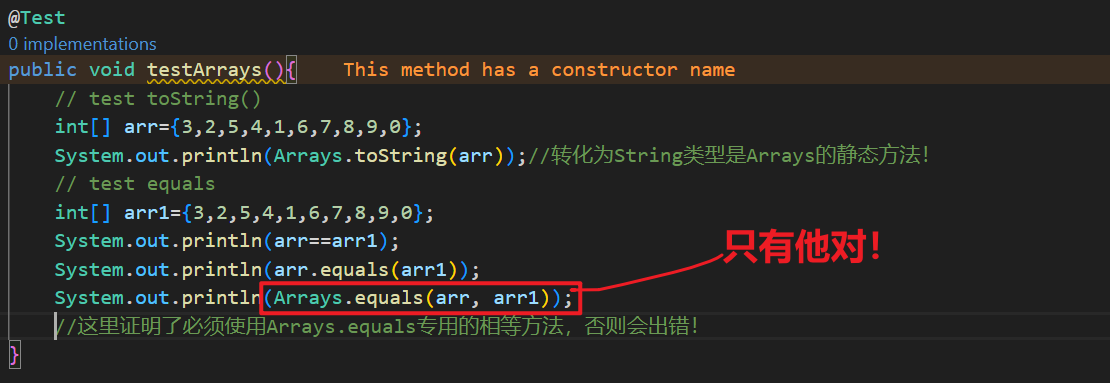 @Test
0 implementations
public void testArrays(){ This method has a constructor name
// test toString()
int[] arr={3,2,5,4,1,6,7,8,9,0};
System.out.println(Arrays.toString(arr));//转化为String类型是Arrays的静态方法！
// test equals
int[] arr1={3,2,5,4,1,6,7,8,9,0};
System.out.println(arr==arr1);
只有他对！
System.out.println(arr.equals(arr1));
System.out.println(Arrays.equals(arr, arr1));
//这里证明了必须使用Arrays.equals专用的相等方法，否则会出错！
}